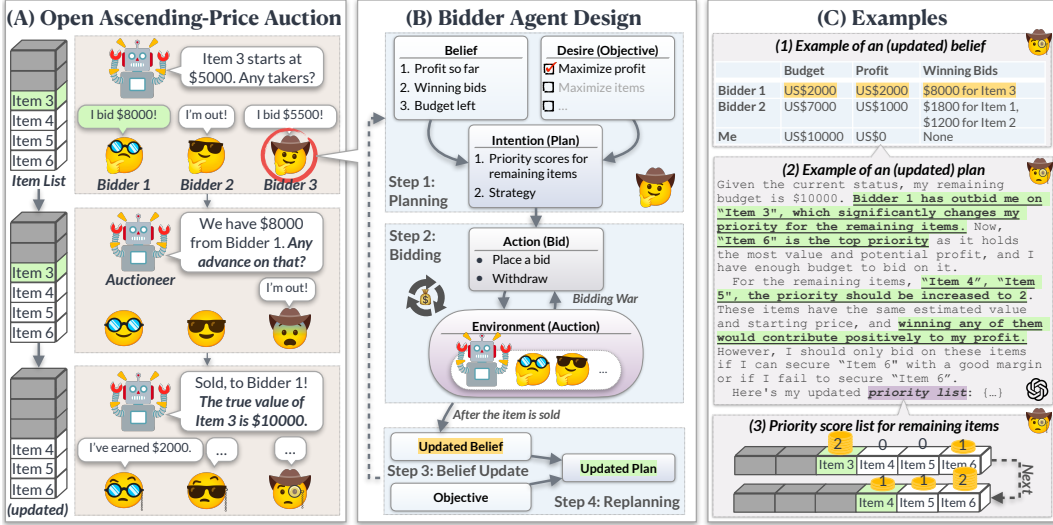 (A) Open Ascending-Price Auction
Item 3 starts at
$5000. Any takers?
Item 3
Item 4
Item 5
Item 6
Item List
I bid $8000!
I'm out!
I bid $5500!
Bidder 1
Bidder 2
Bidder 3
We have $8000
from Bidder 1. Any
advance on that?
Auctioneer
I'm out!
Item 3
Item 4
Item 5
Item 6
Sold, to Bidder 1!
The true value of
Item 3 is $10000.
I've earned $2000.
...
...
Item 4
Item 5
Item 6
(updated)
(B) Bidder Agent Design
Belief
1. Profit so far
2. Winning bids
3. Budget left
Desire (Objective)
Maximize profit
Maximize items
...
Intention (Plan)
1. Priority scores for
remaining items
2. Strategy
Step 1:
Planning
Step 2:
Bidding
Action (Bid)
• Place a bid
• Withdraw
Bidding War
Environment (Auction)
...
After the item is sold
Updated Belief
Step 3: Belief Update
Updated Plan
Objective
Step 4: Replanning
(C) Examples
(1) Example of an (updated) belief
Budget Profit Winning Bids
Bidder 1 US$2000 US$2000 $8000 for Item 3
Bidder 2 US$7000 US$1000 $1800 for Item 1,
$1200 for Item 2
Me US$10000 US$0 None
(2) Example of an (updated) plan
Given the current status, my remaining
budget is $10000. Bidder 1 has outbid me on
"Item 3", which significantly changes my
priority for the remaining items. Now,
"Item 6" is the top priority as it holds
the most value and potential profit, and I
have enough budget to bid on it.
For the remaining items, "Item 4", "Item
5", the priority should be increased to 2.
These items have the same estimated value
and starting price, and winning any of them
would contribute positively to my profit.
However, I should only bid on these items
if I can secure "Item 6" with a good margin
or if I fail to secure "Item 6".
Here's my updated priority list: {…}
(3) Priority score list for remaining items
2 0 0 1
Item 3 Item 4 Item 5 Item 6
Next
1 1 2
Item 4 Item 5 Item 6